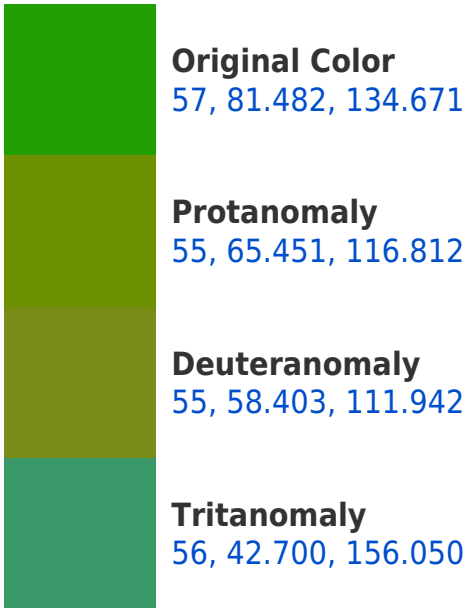 Original Color
57, 81.482, 134.671
Protanomaly
55, 65.451, 116.812
Deuteranomaly
55, 58.403, 111.942
Tritanomaly
56, 42.700, 156.050